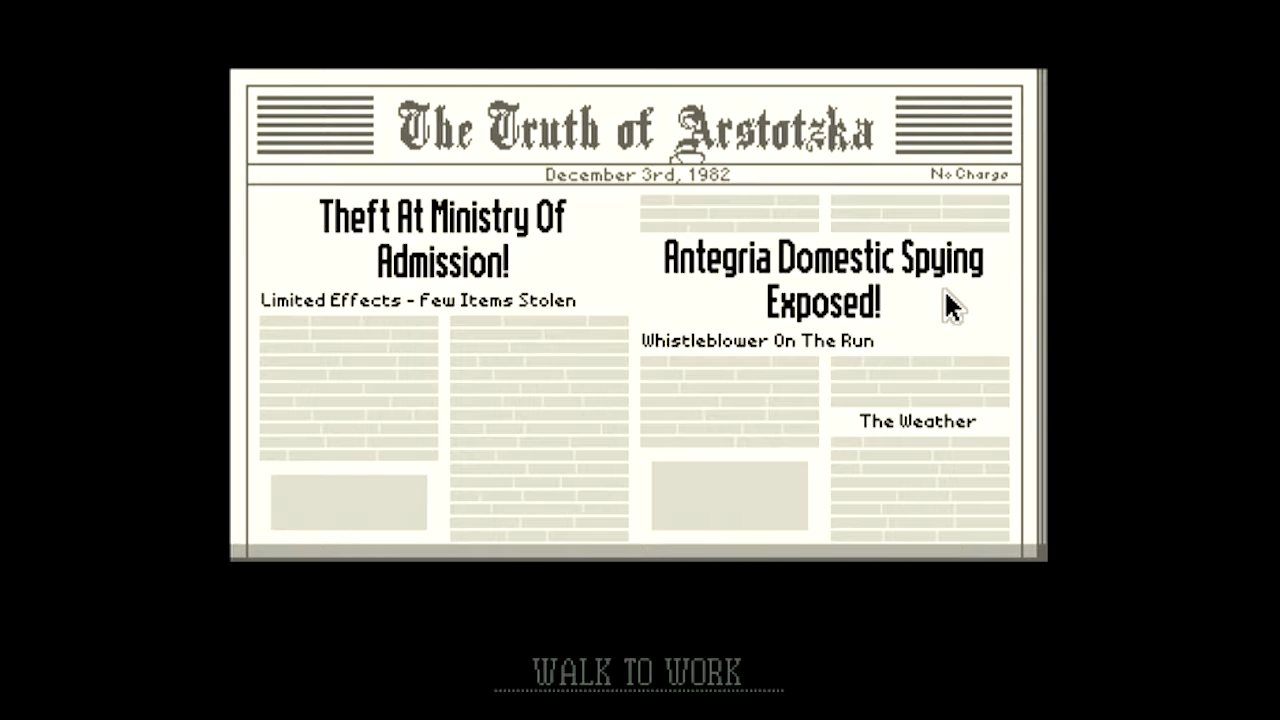 The Truth of Arstotzka
December 3rd, 1982
No Charge
Theft At Ministry Of
Admission!
Limited Effects - Few Items Stolen
Antegria Domestic Spying
Exposed!
Whistleblower On The Run
The Weather
WALK TO WORK